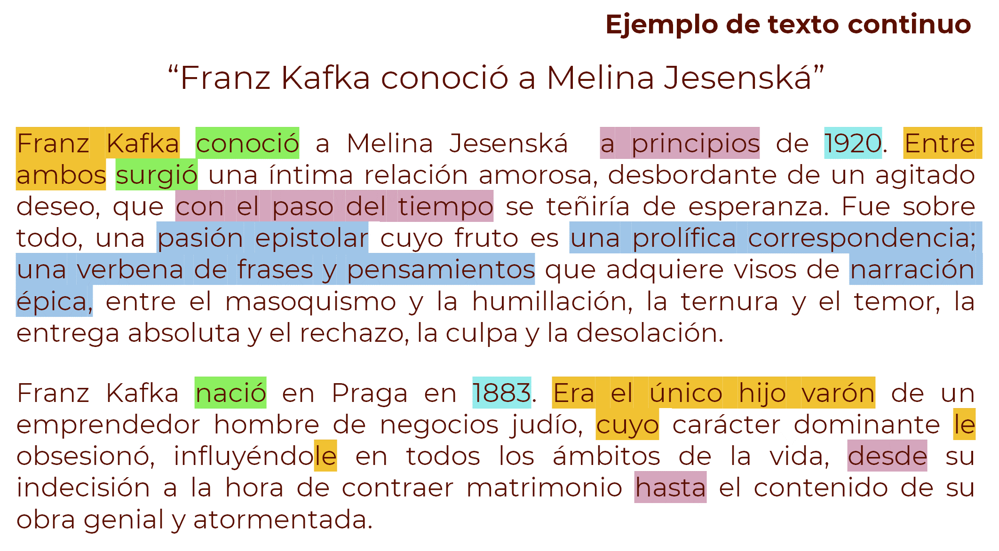 Ejemplo de texto continuo
“Franz Kafka conoció a Melina Jesenská”
Franz Kafka conoció a Melina Jesenská a principios de 1920. Entre
ambos surgió una íntima relación amorosa, desbordante de un agitado
deseo, que con el paso del tiempo se teñiría de esperanza. Fue sobre
todo, una pasión epistolar cuyo fruto es una prolífica correspondencia;
una verbena de frases y pensamientos que adquiere visos de narración
épica, entre el masoquismo y la humillación, la ternura y el temor, la
entrega absoluta y el rechazo, la culpa y la desolación.
Franz Kafka nació en Praga en 1883. Era el único hijo varón de un
emprendedor hombre de negocios judío, cuyo carácter dominante le
obsesionó, influyéndole en todos los ámbitos de la vida, desde su
indecisión a la hora de contraer matrimonio hasta el contenido de su
obra genial y atormentada.